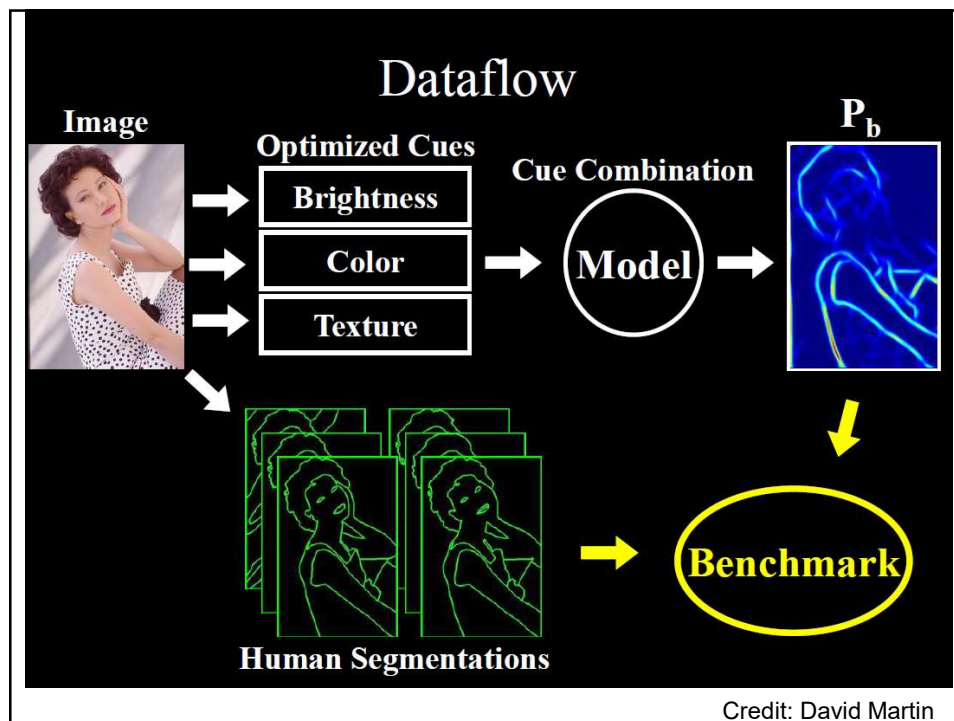 Dataflow
Image
Optimized Cues
Brightness
Color
Texture
Cue Combination
Model
Pb
Human Segmentations
Benchmark
Credit: David Martin